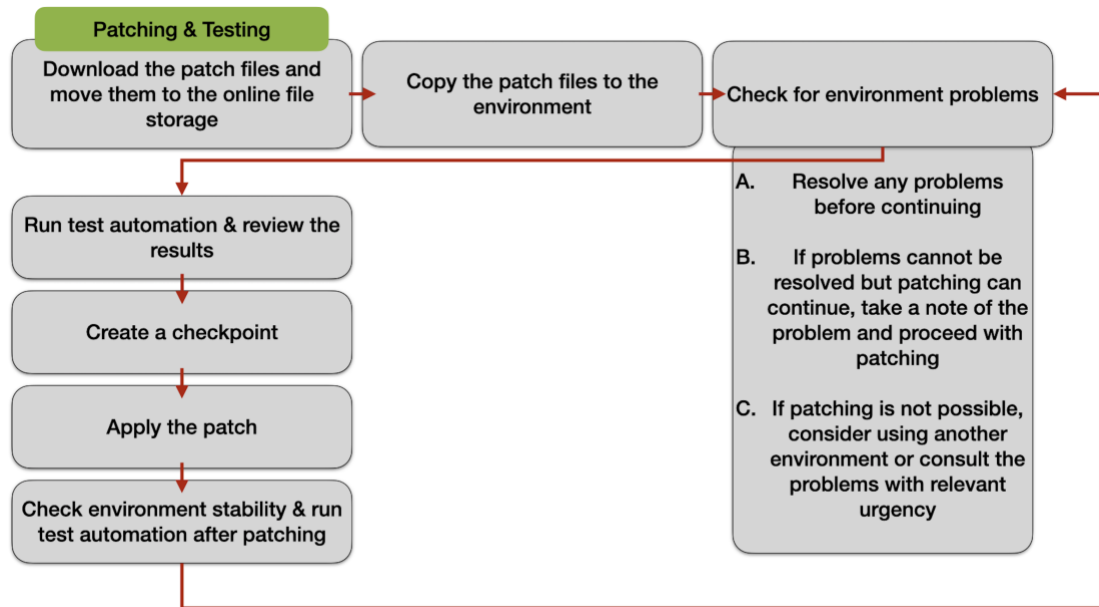 Patching & Testing
Download the patch files and
move them to the online file
storage
Copy the patch files to the
environment
Check for environment problems
A. Resolve any problems
before continuing
B. If problems cannot be
resolved but patching can
continue, take a note of the
problem and proceed with
patching
C. If patching is not possible,
consider using another
environment or consult the
problems with relevant
urgency
Run test automation & review the
results
Create a checkpoint
Apply the patch
Check environment stability & run
test automation after patching